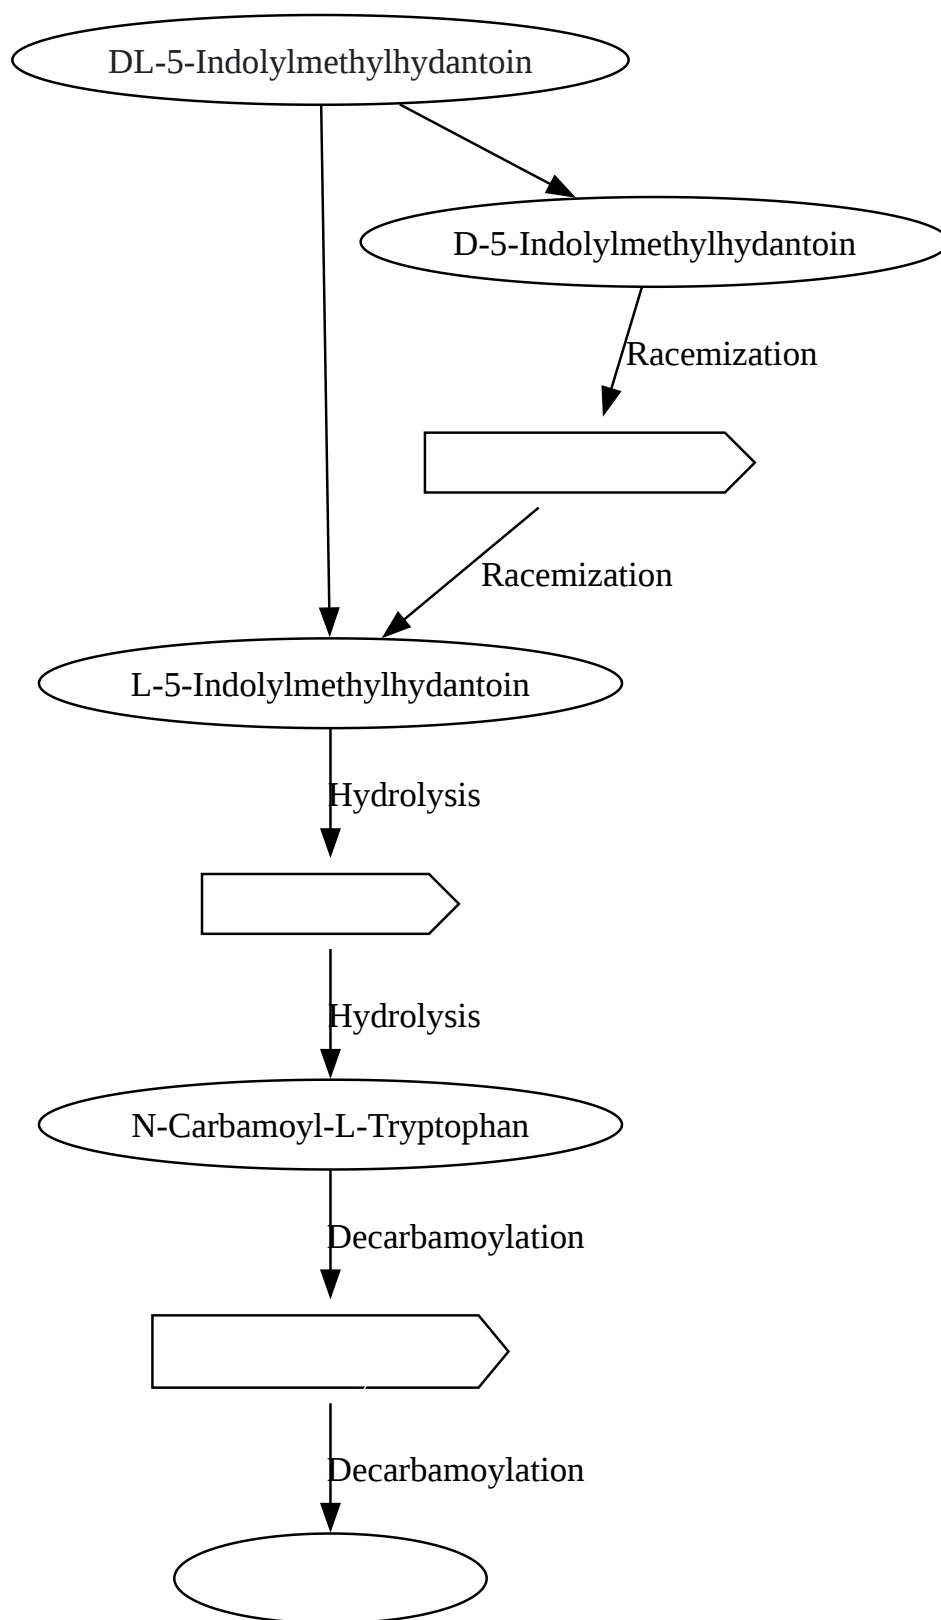 DL-5-Indolylmethylhydantoin
D-5-Indolylmethylhydantoin
Racemization
Racemization
L-5-Indolylmethylhydantoin
Hydrolysis
Hydrolysis
N-Carbamoyl-L-Tryptophan
Decarbamoylation
Decarbamoylation